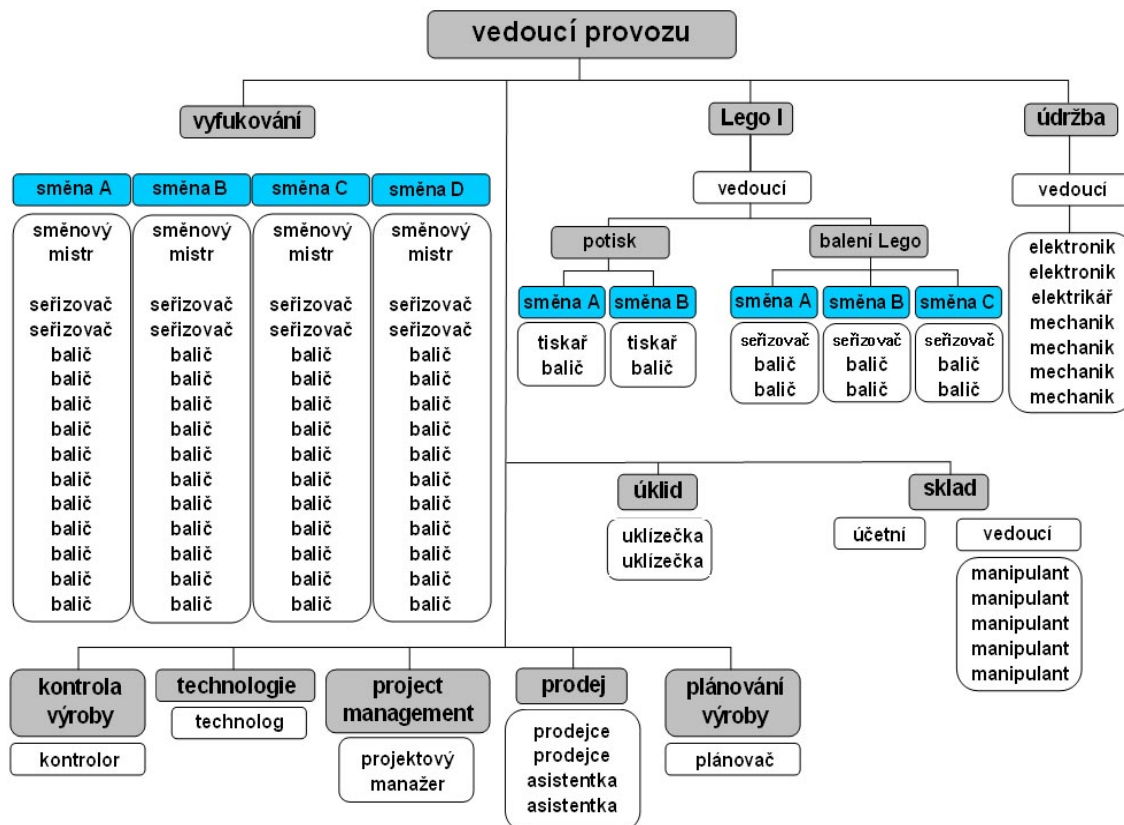 vedoucí provozu
vyfukování
Lego I
údržba
směna A
směna B
směna C
směna D
směnový
mistr
seřizovač
seřizovač
balič
balič
balič
balič
balič
balič
balič
balič
balič
balič
balič
směnový
mistr
seřizovač
seřizovač
balič
balič
balič
balič
balič
balič
balič
balič
balič
balič
balič
směnový
mistr
seřizovač
seřizovač
balič
balič
balič
balič
balič
balič
balič
balič
balič
balič
balič
směnový
mistr
seřizovač
seřizovač
balič
balič
balič
balič
balič
balič
balič
balič
balič
balič
balič
vedoucí
potisk
balení Lego
směna A
směna B
tiskař
balič
tiskař
balič
směna A
směna B
směna C
seřizovač
balič
balič
seřizovač
balič
balič
seřizovač
balič
balič
vedoucí
elektronik
elektronik
elektrikář
mechanik
mechanik
mechanik
mechanik
úklid
uklízečka
uklízečka
sklad
účetní
vedoucí
manipulant
manipulant
manipulant
manipulant
manipulant
kontrola
výroby
kontrolor
technologie
technolog
project
management
projektový
manažer
prodej
prodejce
prodejce
asistentka
asistentka
plánování
výroby
plánovač